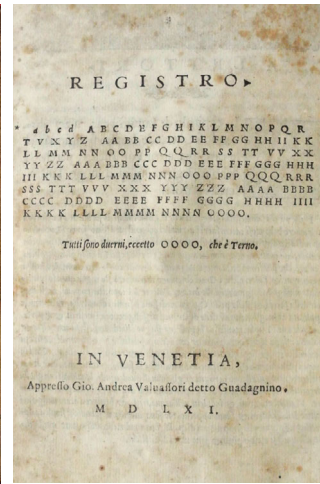 REGISTRO.
* a b c d A B C D E F G H I K L M N O P Q R
T V X Y Z AA BB CC DD EE FF GG HH II KK
LL MM NN OO PP QQ RR SS TT VV XX
YY ZZ AAA BBB CCC DDD EEE FFF GGG HHH
III KKK LLL MMM NNN OOO PPP QQQ RRR
SSS TTT VVV XXX YYY ZZZ AAAA BBBB
CCCC DDDD EEEE FFFF GGGG HHHH IIII
KKKK LLLL MMMM NNNN OOOO.
Tutti sono duerni, eccetto OOOO, che è Terno.
IN VENETIA,
Appresso Gio. Andrea Valuassori detto Guadagnino.
M D LXI.